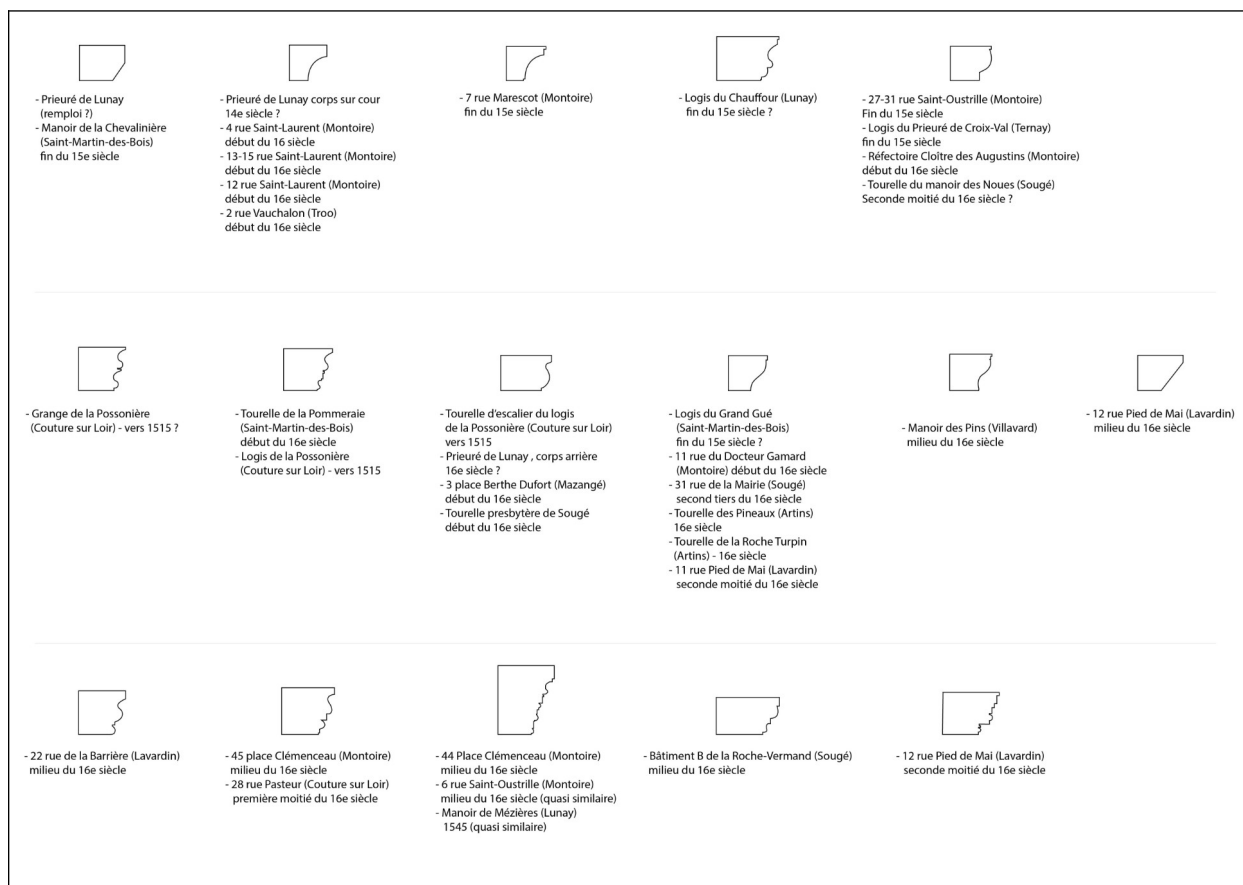 - Prieuré de Lunay
(remploi ?)
- Manoir de la Chevalinière
(Saint-Martin-des-Bois)
fin du 15e siècle
- Prieuré de Lunay corps sur cour
14e siècle ?
- 4 rue Saint-Laurent (Montoire)
début du 16 siècle
- 13-15 rue Saint-Laurent (Montoire)
début du 16e siècle
- 12 rue Saint-Laurent (Montoire)
début du 16e siècle
- 2 rue Vauchalon (Troo)
début du 16e siècle
- 7 rue Marescot (Montoire)
fin du 15e siècle
- Logis du Chauffour (Lunay)
fin du 15e siècle ?
- 27-31 rue Saint-Oustrille (Montoire)
Fin du 15e siècle
- Logis du Prieuré de Croix-Val (Ternay)
fin du 15e siècle
- Réfectoire Cloître des Augustins (Montoire)
début du 16e siècle
- Tourelle du manoir des Noues (Sougé)
Seconde moitié du 16e siècle ?
- Grange de la Possonière
(Couture sur Loir) - vers 1515 ?
- Tourelle de la Pommeraie
(Saint-Martin-des-Bois)
début du 16e siècle
- Logis de la Possonière
(Couture sur Loir) - vers 1515
- Tourelle d'escalier du logis
de la Possonière (Couture sur Loir)
vers 1515
- Prieuré de Lunay , corps arrière
16e siècle ?
- 3 place Berthe Dufort (Mazangé)
début du 16e siècle
- Tourelle presbytère de Sougé
début du 16e siècle
- Logis du Grand Gué
(Saint-Martin-des-Bois)
fin du 15e siècle ?
- 11 rue du Docteur Gamard
(Montoire) début du 16e siècle
- 31 rue de la Mairie (Sougé)
second tiers du 16e siècle
- Tourelle des Pineaux (Artins)
16e siècle
- Tourelle de la Roche Turpin
(Artins) - 16e siècle
- 11 rue Pied de Mai (Lavardin)
seconde moitié du 16e siècle
- Manoir des Pins (Villavard)
milieu du 16e siècle
- 12 rue Pied de Mai (Lavardin)
milieu du 16e siècle
- 22 rue de la Barrière (Lavardin)
milieu du 16e siècle
- 45 place Clémenceau (Montoire)
milieu du 16e siècle
- 28 rue Pasteur (Couture sur Loir)
première moitié du 16e siècle
- 44 Place Clémenceau (Montoire)
milieu du 16e siècle
- 6 rue Saint-Oustrille (Montoire)
milieu du 16e siècle (quasi similaire)
- Manoir de Mézières (Lunay)
1545 (quasi similaire)
- Bâtiment B de la Roche-Vermand (Sougé)
milieu du 16e siècle
- 12 rue Pied de Mai (Lavardin)
seconde moitié du 16e siècle